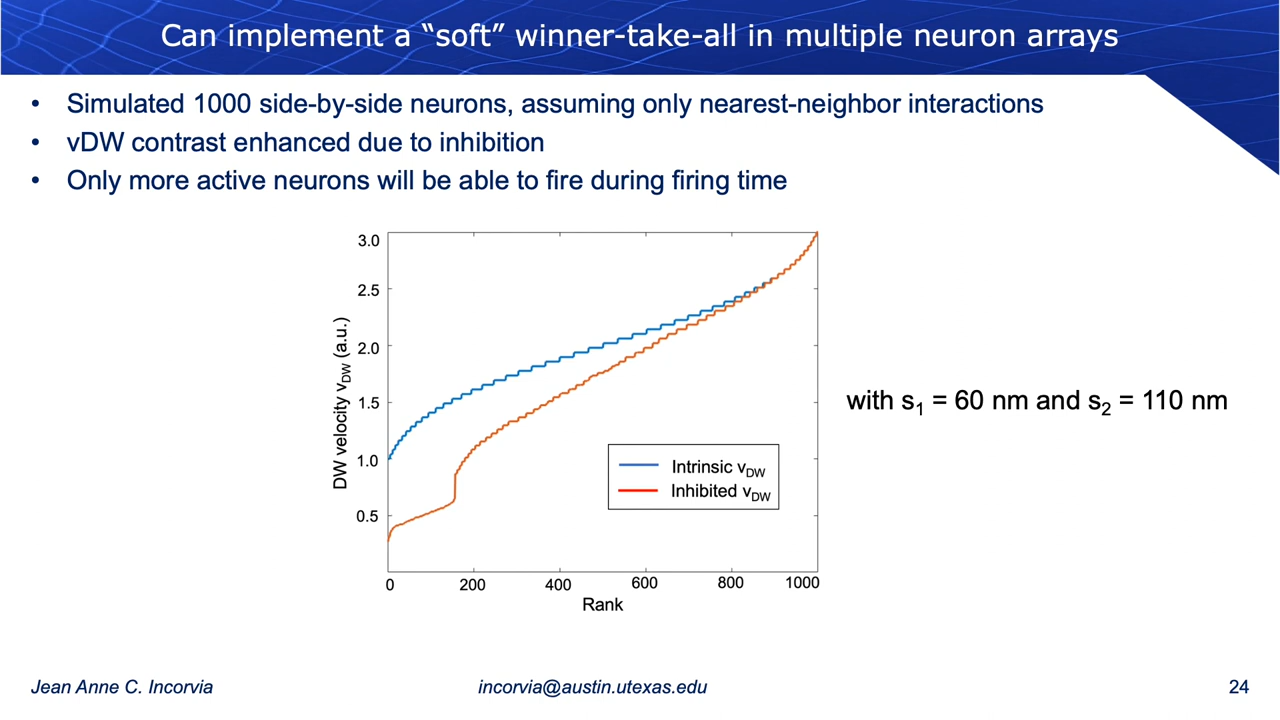 Can implement a “soft” winner-take-all in multiple neuron arrays
• Simulated 1000 side-by-side neurons, assuming only nearest-neighbor interactions
• vDW contrast enhanced due to inhibition
• Only more active neurons will be able to fire during firing time
3.0
2.5
2.0
1.5
1.0
0.5
DW velocity vDW (a.u.)
Intrinsic vDW
Inhibited vDW
0 200 400 600 800 1000
Rank
with s1 = 60 nm and s2 = 110 nm
Jean Anne C. Incorvia incorvia@austin.utexas.edu 24